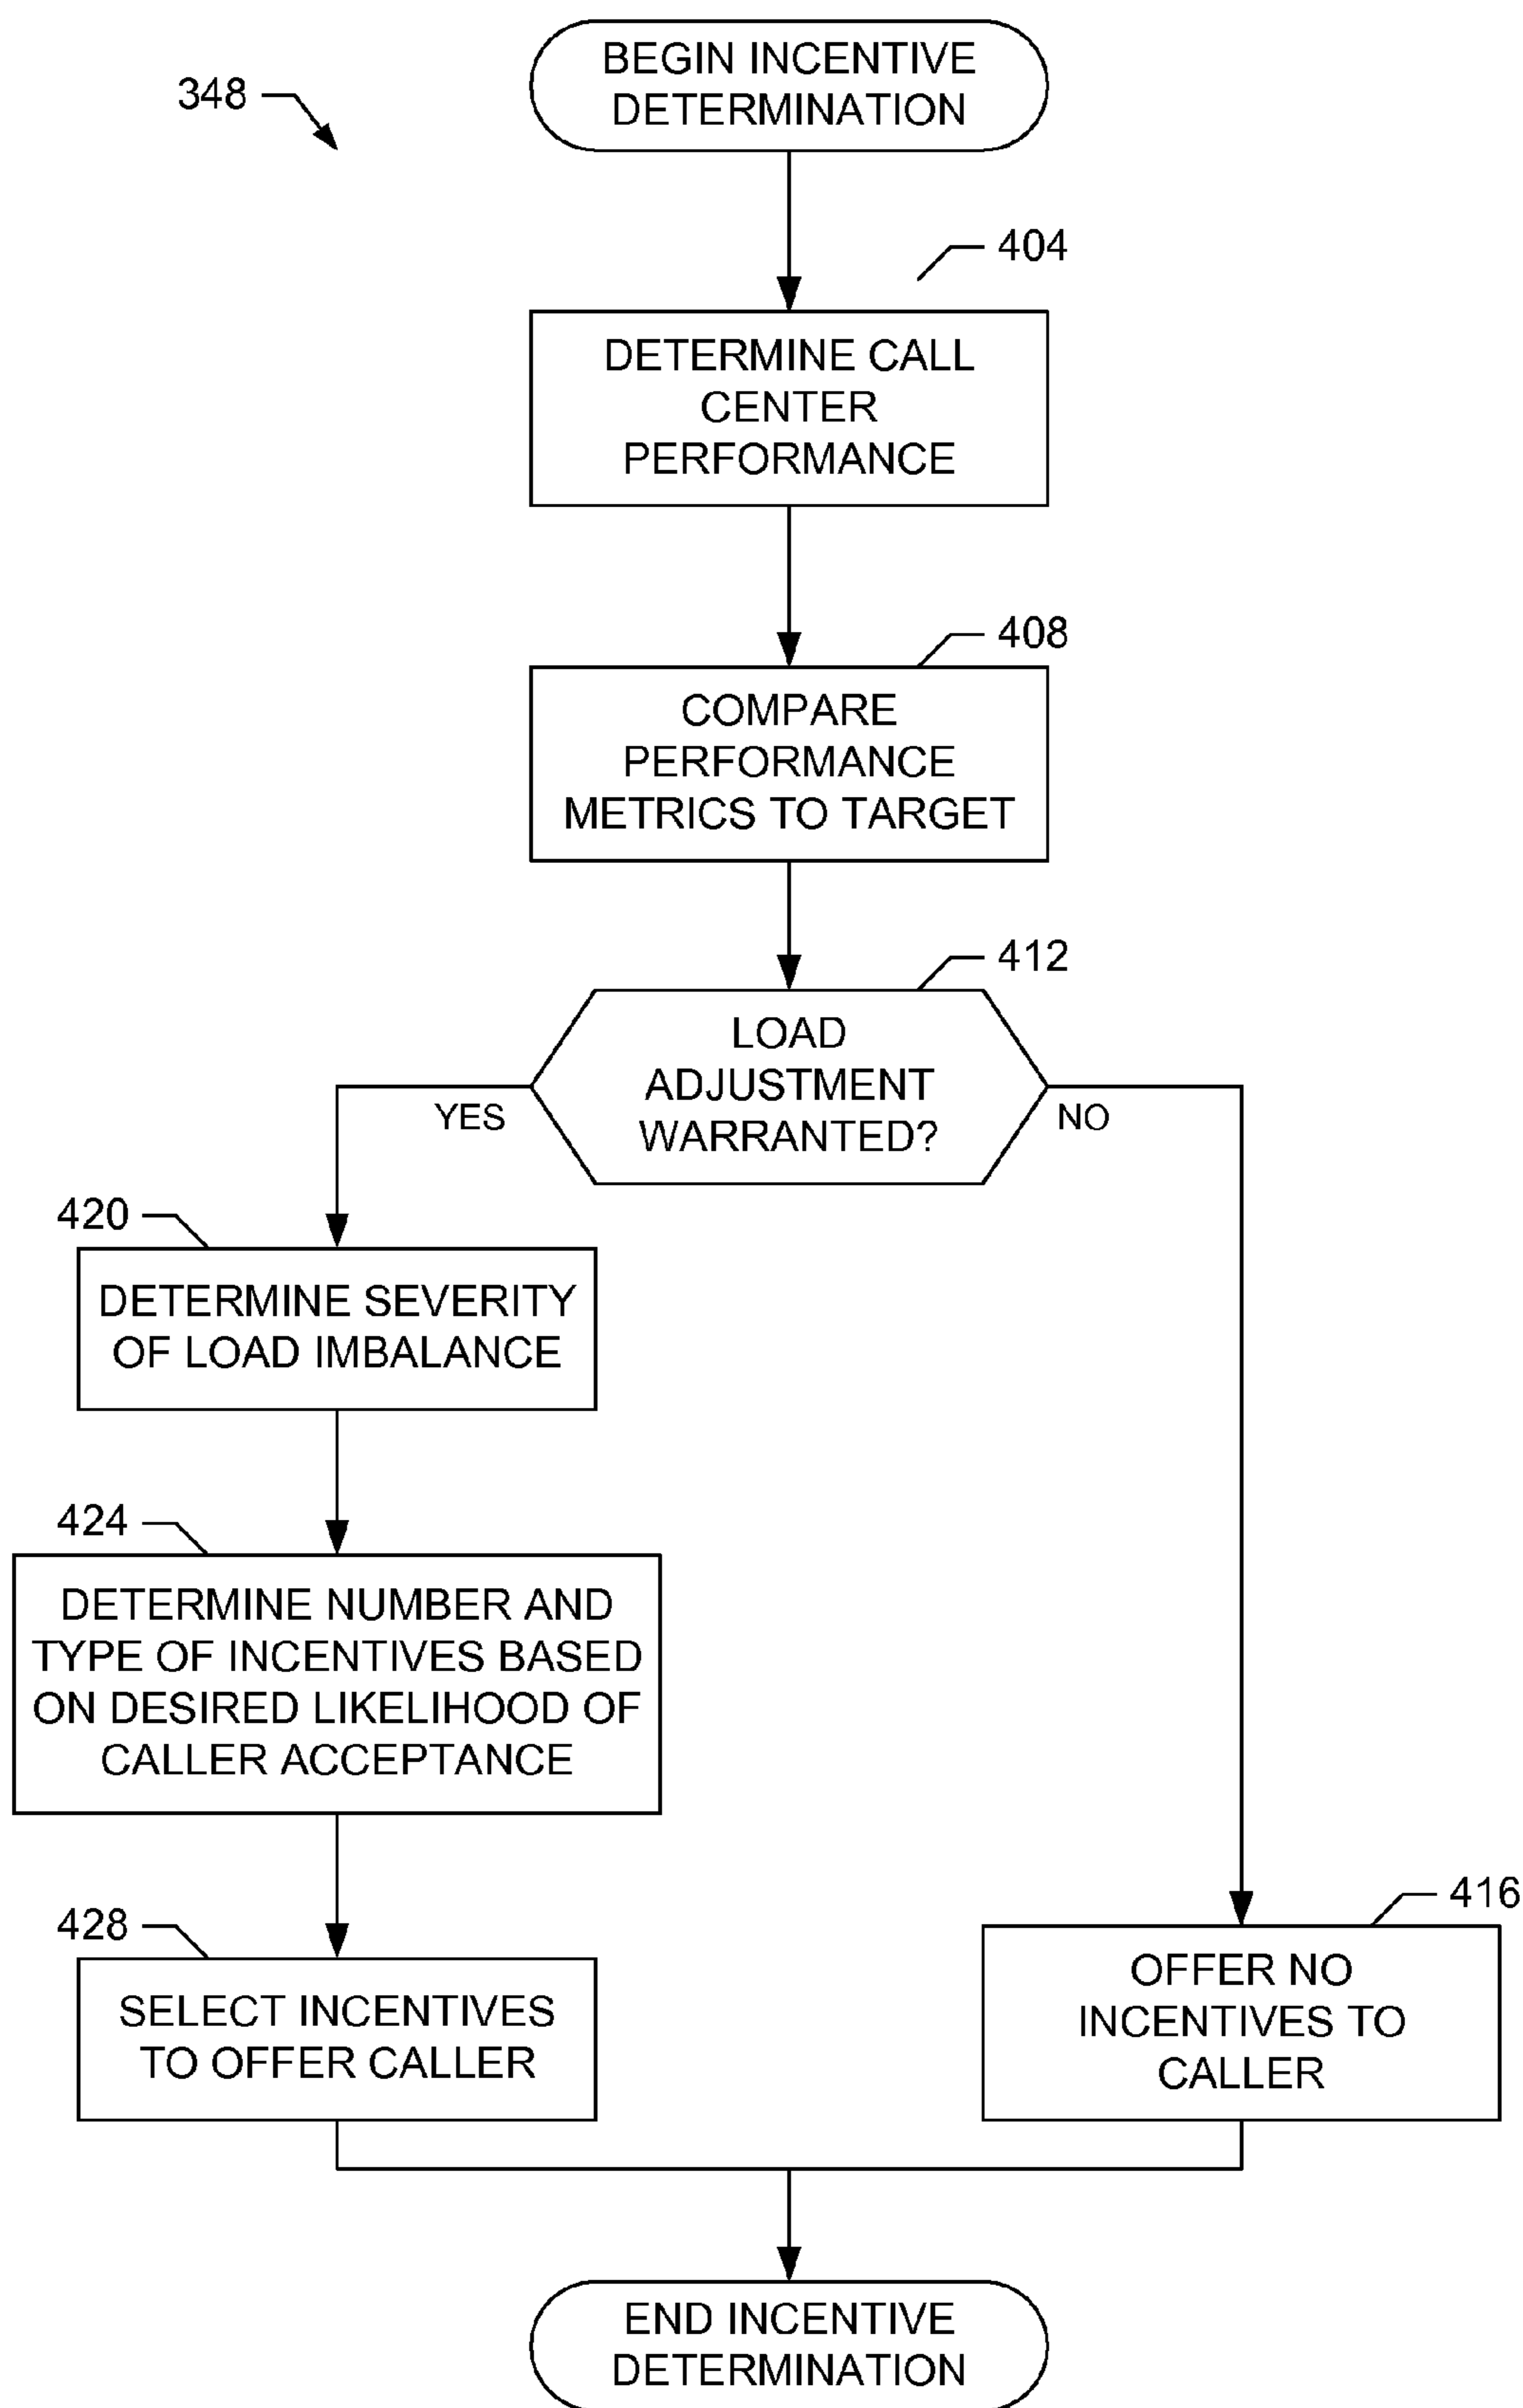 BEGIN INCENTIVE
DETERMINATION
348
404
DETERMINE CALL
CENTER
PERFORMANCE
408
COMPARE
PERFORMANCE
METRICS TO TARGET
412
LOAD
ADJUSTMENT
WARRANTED?
YES
NO
420
DETERMINE SEVERITY
OF LOAD IMBALANCE
424
DETERMINE NUMBER AND
TYPE OF INCENTIVES BASED
ON DESIRED LIKELIHOOD OF
CALLER ACCEPTANCE
428
SELECT INCENTIVES
TO OFFER CALLER
416
OFFER NO
INCENTIVES TO
CALLER
END INCENTIVE
DETERMINATION